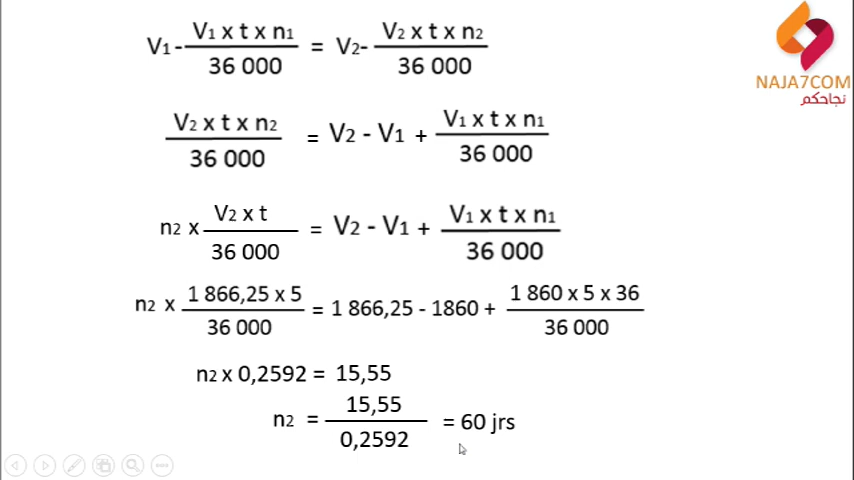 V1 - V1 x t x n1 / 36 000 = V2 - V2 x t x n2 / 36 000
NAJA7COM
نجاحكم
V2 x t x n2 / 36 000 = V2 - V1 + V1 x t x n1 / 36 000
n2 x V2 x t / 36 000 = V2 - V1 + V1 x t x n1 / 36 000
n2 x 1 866,25 x 5 / 36 000 = 1 866,25 - 1860 + 1 860 x 5 x 36 / 36 000
n2 x 0,2592 = 15,55
n2 = 15,55 / 0,2592 = 60 jrs